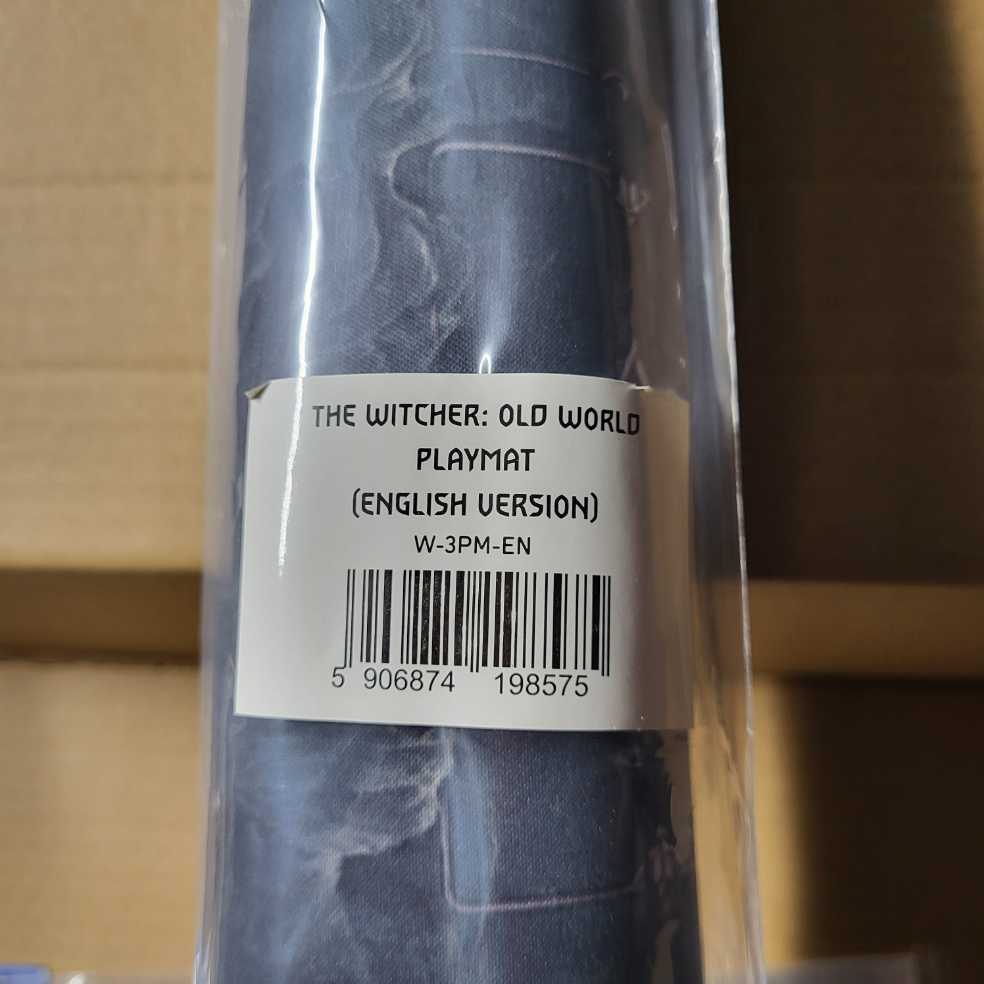 THE WITCHER: OLD WORLD
PLAYMAT
(ENGLISH VERSION)
W-3PM-EN
5 906874 198575